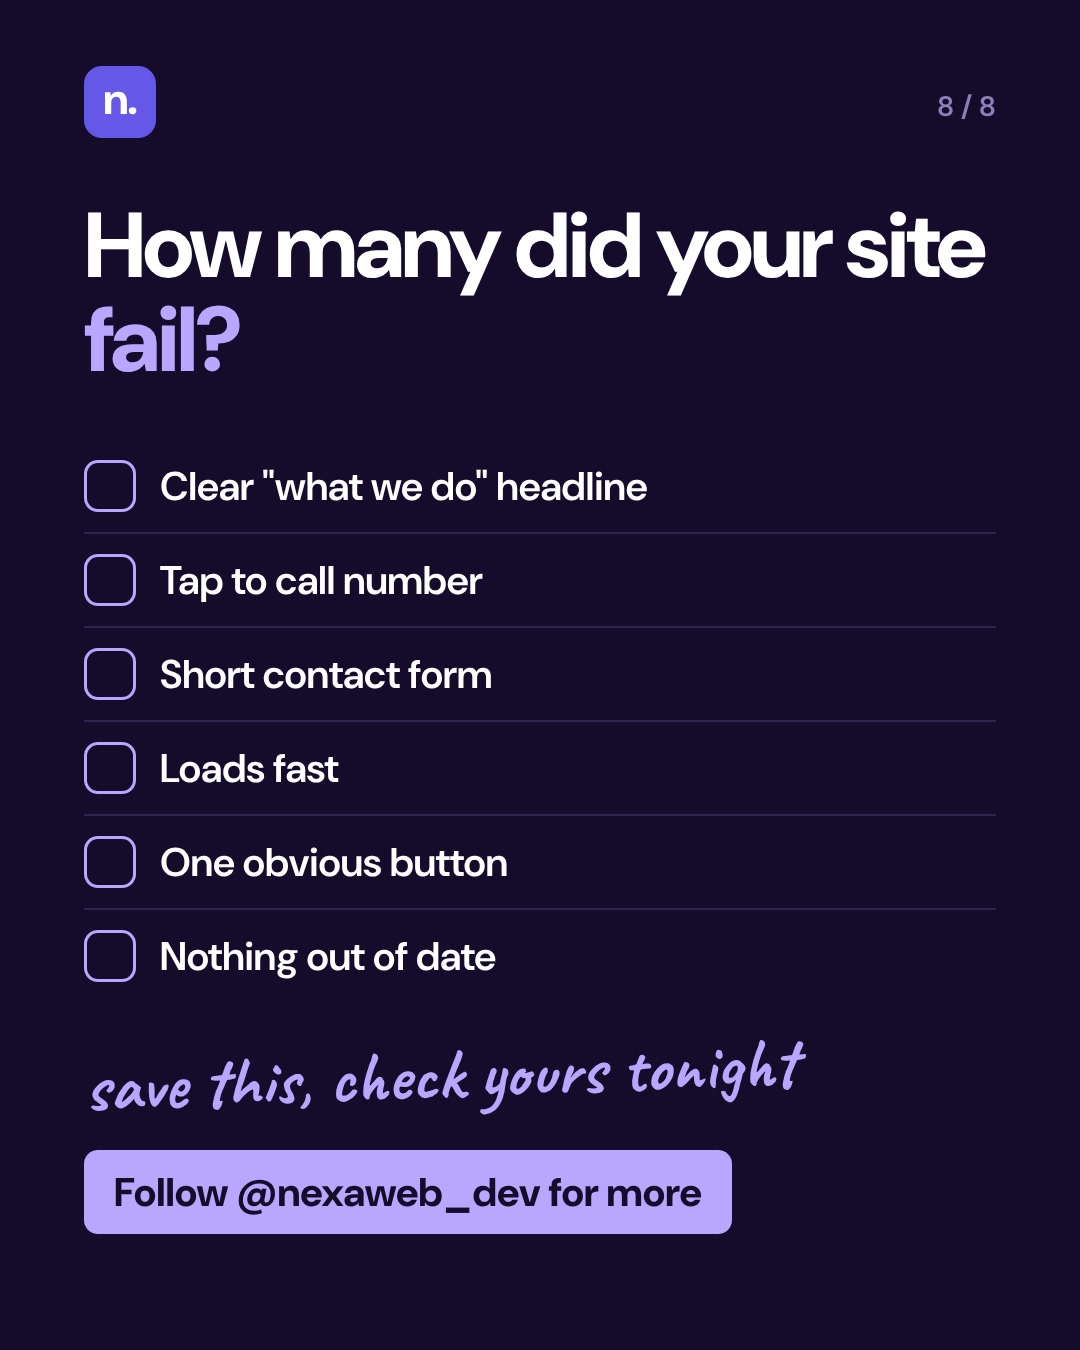 n.
8 / 8
How many did your site
fail?
Clear "what we do" headline
Tap to call number
Short contact form
Loads fast
One obvious button
Nothing out of date
save this, check yours tonight
Follow @nexaweb_dev for more